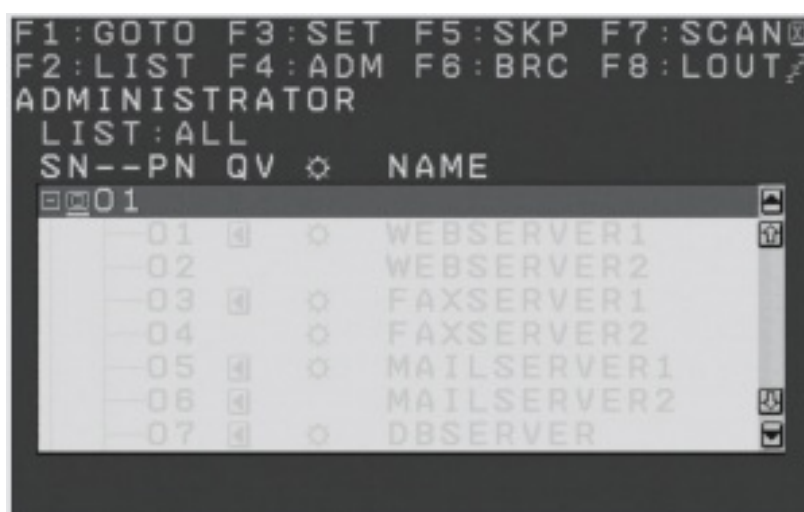 F1:GOTO F3:SET F5:SKP F7:SCAN
F2:LIST F4:ADM F6:BRC F8:LOUT
ADMINISTRATOR
LIST:ALL
SN--PN QV NAME
01
01 WEBSERVER1
02 WEBSERVER2
03 FAXSERVER1
04 FAXSERVER2
05 MAILSERVER1
06 MAILSERVER2
07 DBSERVER